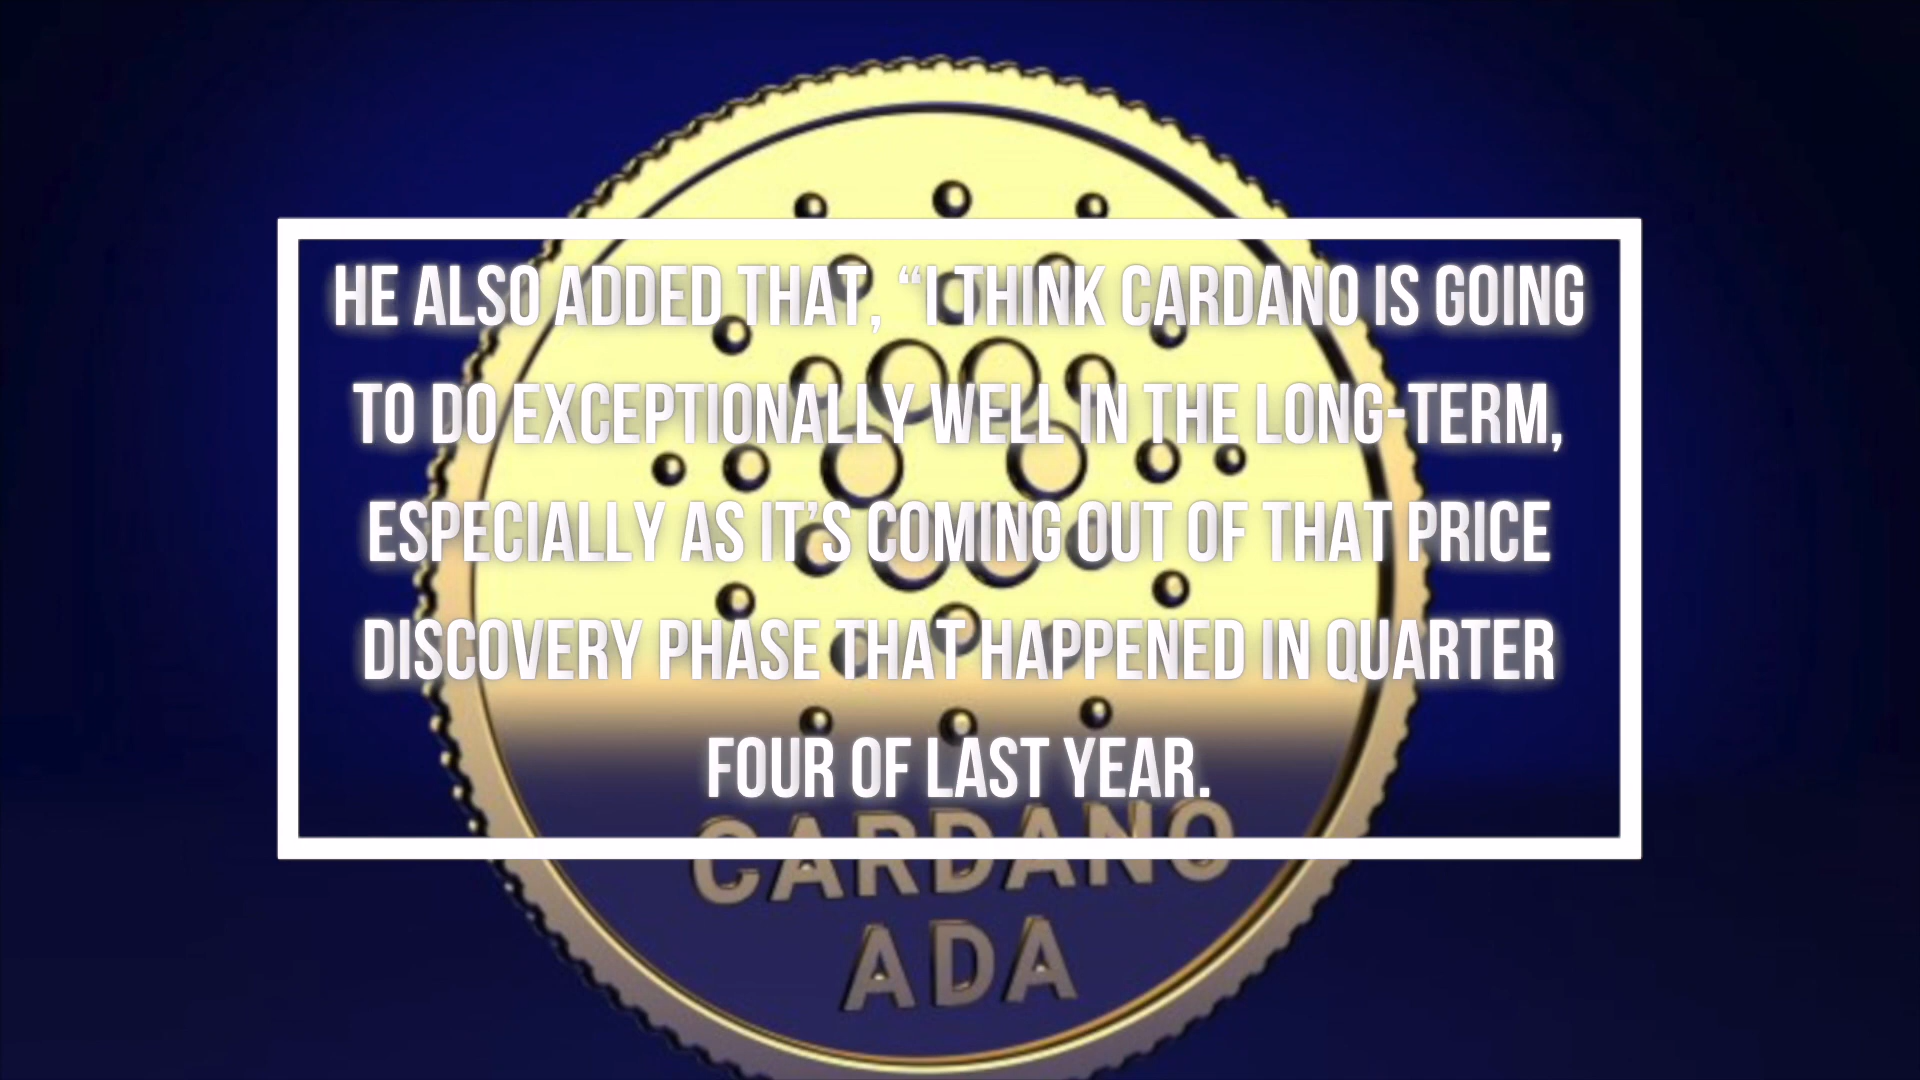 HE ALSO ADDED THAT, “I THINK CARDANO IS GOING
TO DO EXCEPTIONALLY WELL IN THE LONG-TERM,
ESPECIALLY AS IT’S COMING OUT OF THAT PRICE
DISCOVERY PHASE THAT HAPPENED IN QUARTER
FOUR OF LAST YEAR.
CARDANO
ADA